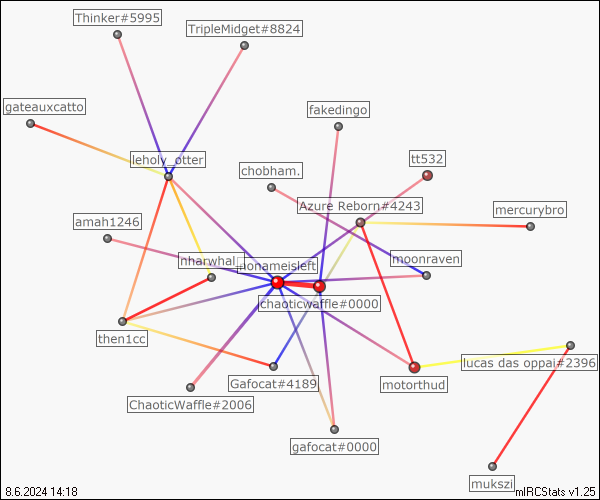 Thinker#5995
TripleMidget#8824
gateauxcatto
fakedingo
leholy_otter
tt532
chobham.
Azure Reborn#4243
mercurybro
amah1246
nharwhal
_nonameisleft
moonraven
chaoticwaffle#0000
then1cc
lucas das oppai#2396
Gafocat#4189
motorthud
ChaoticWaffle#2006
gafocat#0000
mukszi
8.6.2024 14:18
mIRCStats v1.25